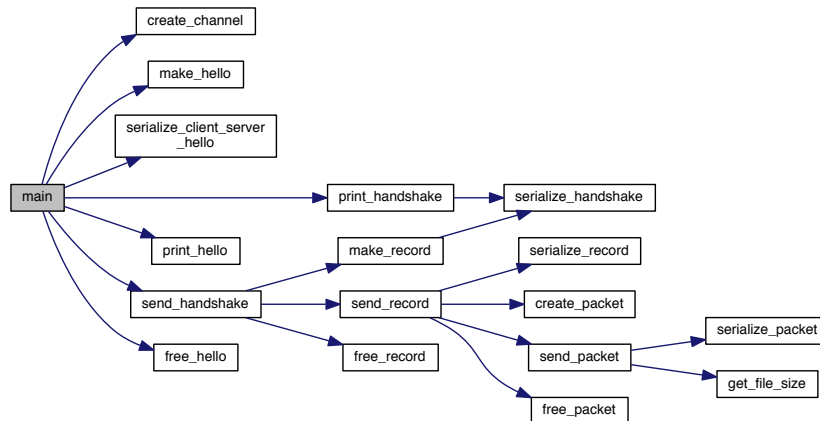 create_channel
make_hello
serialize_client_server
_hello
main
print_handshake
serialize_handshake
print_hello
make_record
serialize_record
send_handshake
send_record
create_packet
serialize_packet
free_hello
free_record
send_packet
get_file_size
free_packet